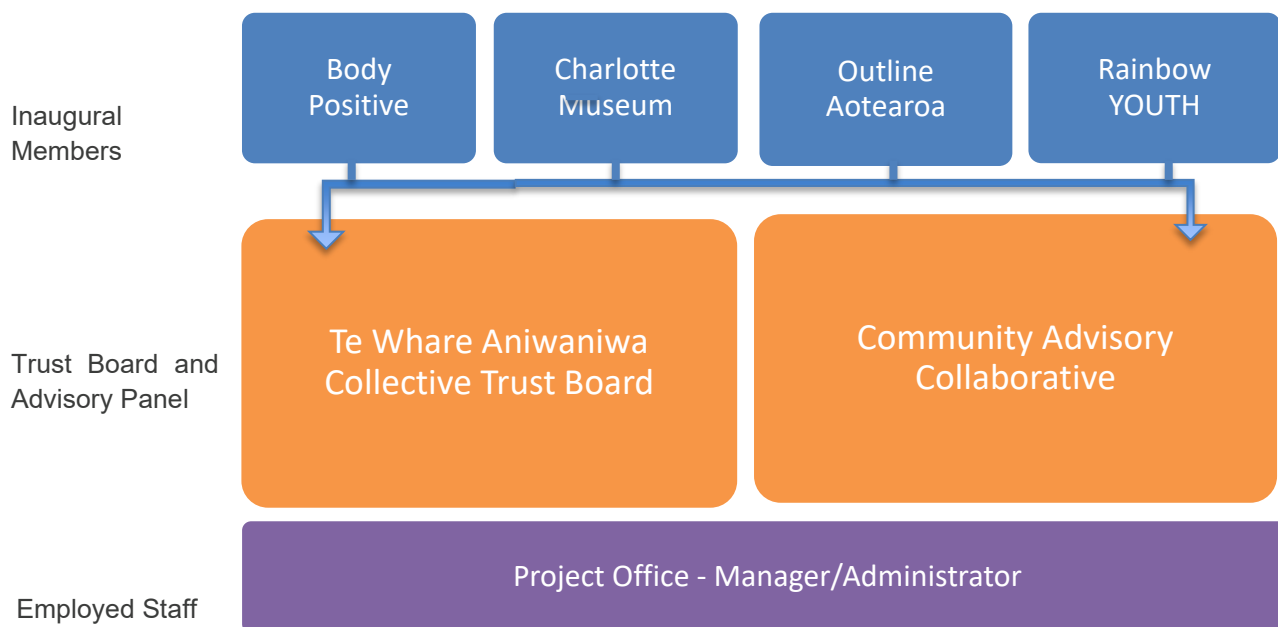 Inaugural
Members
Body
Positive
Charlotte
Museum
Outline
Aotearoa
Rainbow
YOUTH
Trust Board and
Advisory Panel
Te Whare Aniwaniwa
Collective Trust Board
Community Advisory
Collaborative
Employed Staff
Project Office - Manager/Administrator